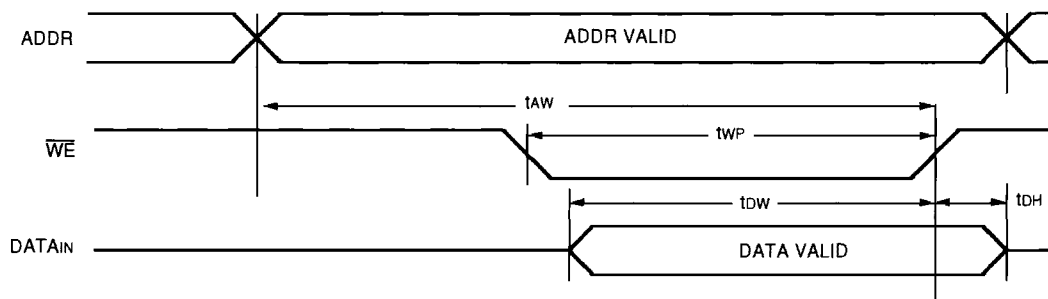 ADDR
ADDR VALID
tAW
WE
tWP
tDW
tDH
DATAIN
DATA VALID